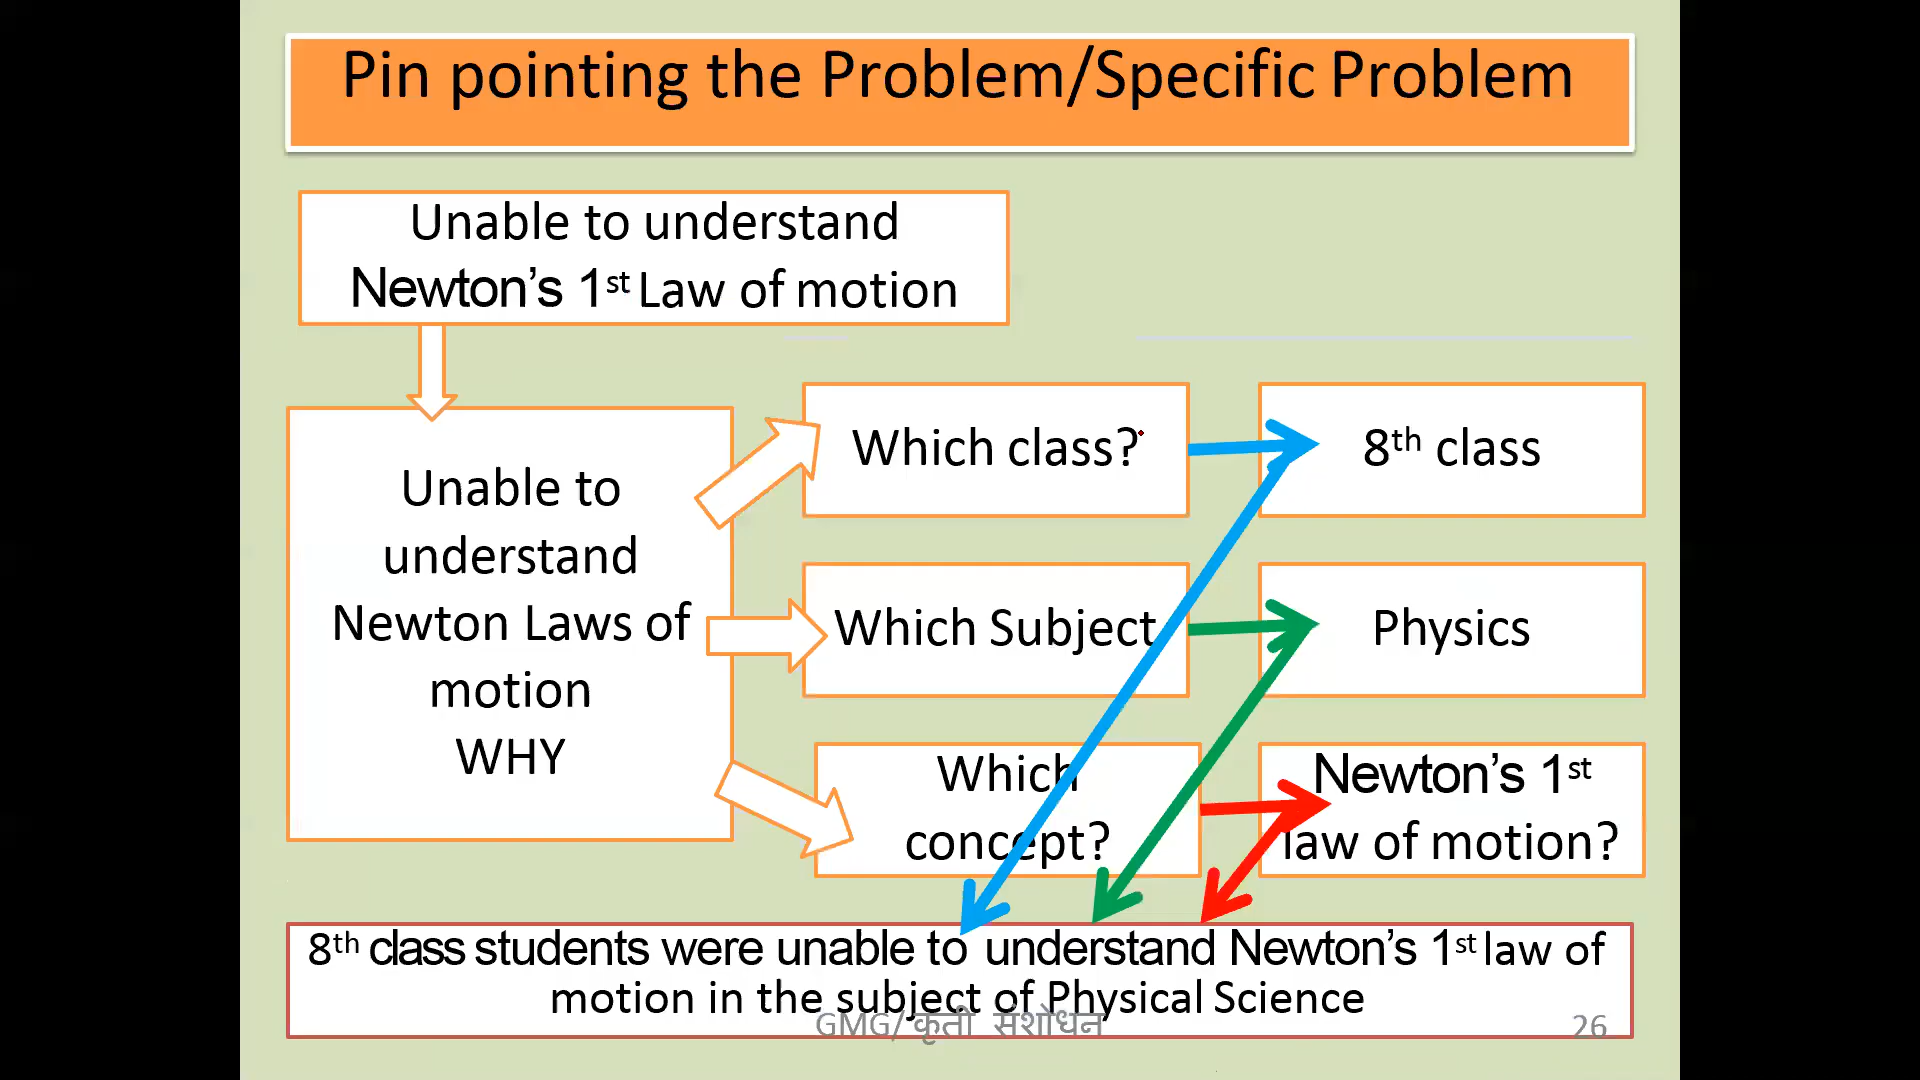 Pin pointing the Problem/Specific Problem
Unable to understand
Newton’s 1st Law of motion
Unable to
understand
Newton Laws of
motion
WHY
Which class?
8th class
Which Subject
Physics
Which
concept?
Newton’s 1st
law of motion?
8th class students were unable to understand Newton’s 1st law of
motion in the subject of Physical Science
GMG/ कृती संशोधन
26